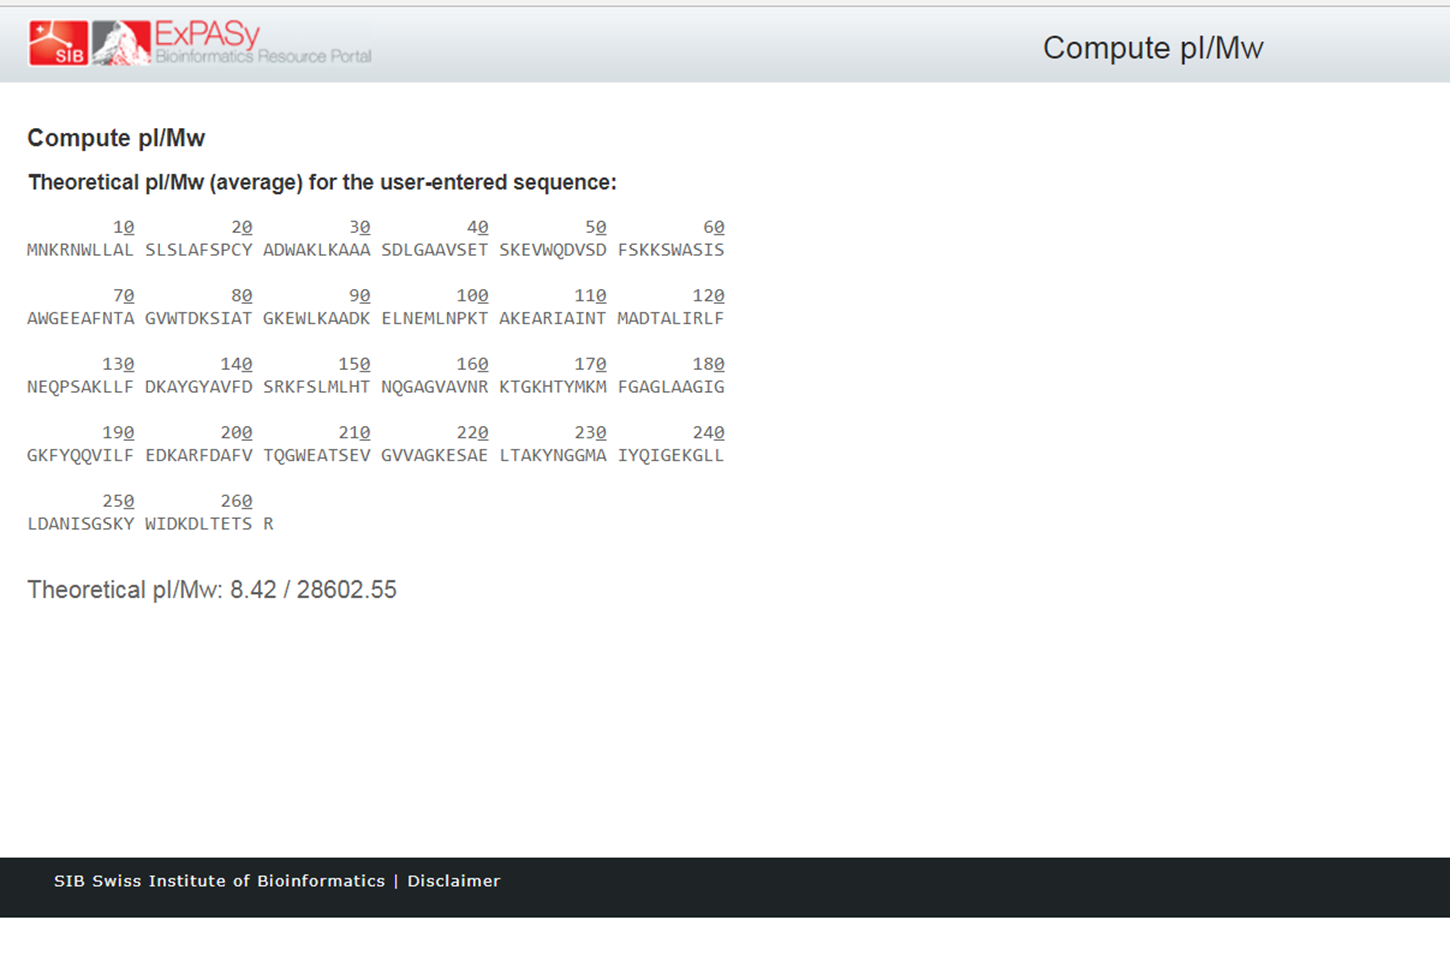 SIB
ExPASy
Bioinformatics Resource Portal
Compute pI/Mw
Compute pI/Mw
Theoretical pI/Mw (average) for the user-entered sequence:
10 20 30 40 50 60
MNKRNWLLAL SLSLAFSPCY ADWAKLKAAA SDLGAAVSET SKEVWQDVSD FSKKSWASIS
70 80 90 100 110 120
AWGEEAFNTA GVWTDKSIAT GKEWLKAADK ELNEMLNPKT AKEARIAINT MADTALIRLF
130 140 150 160 170 180
NEQPSAKLLF DKAYGYAVFD SRKFSLMLHT NQGAGVAVNR KTGKHTYMKM FGAGLAAGIG
190 200 210 220 230 240
GKFYQQVILF EDKARFDAFV TQGWEATSEV GVVAGKESAE LTAKYNGGMA IYQIGEKGLL
250 260
LDANISGSKY WIDKDLTETS R
Theoretical pI/Mw: 8.42 / 28602.55
SIB Swiss Institute of Bioinformatics | Disclaimer